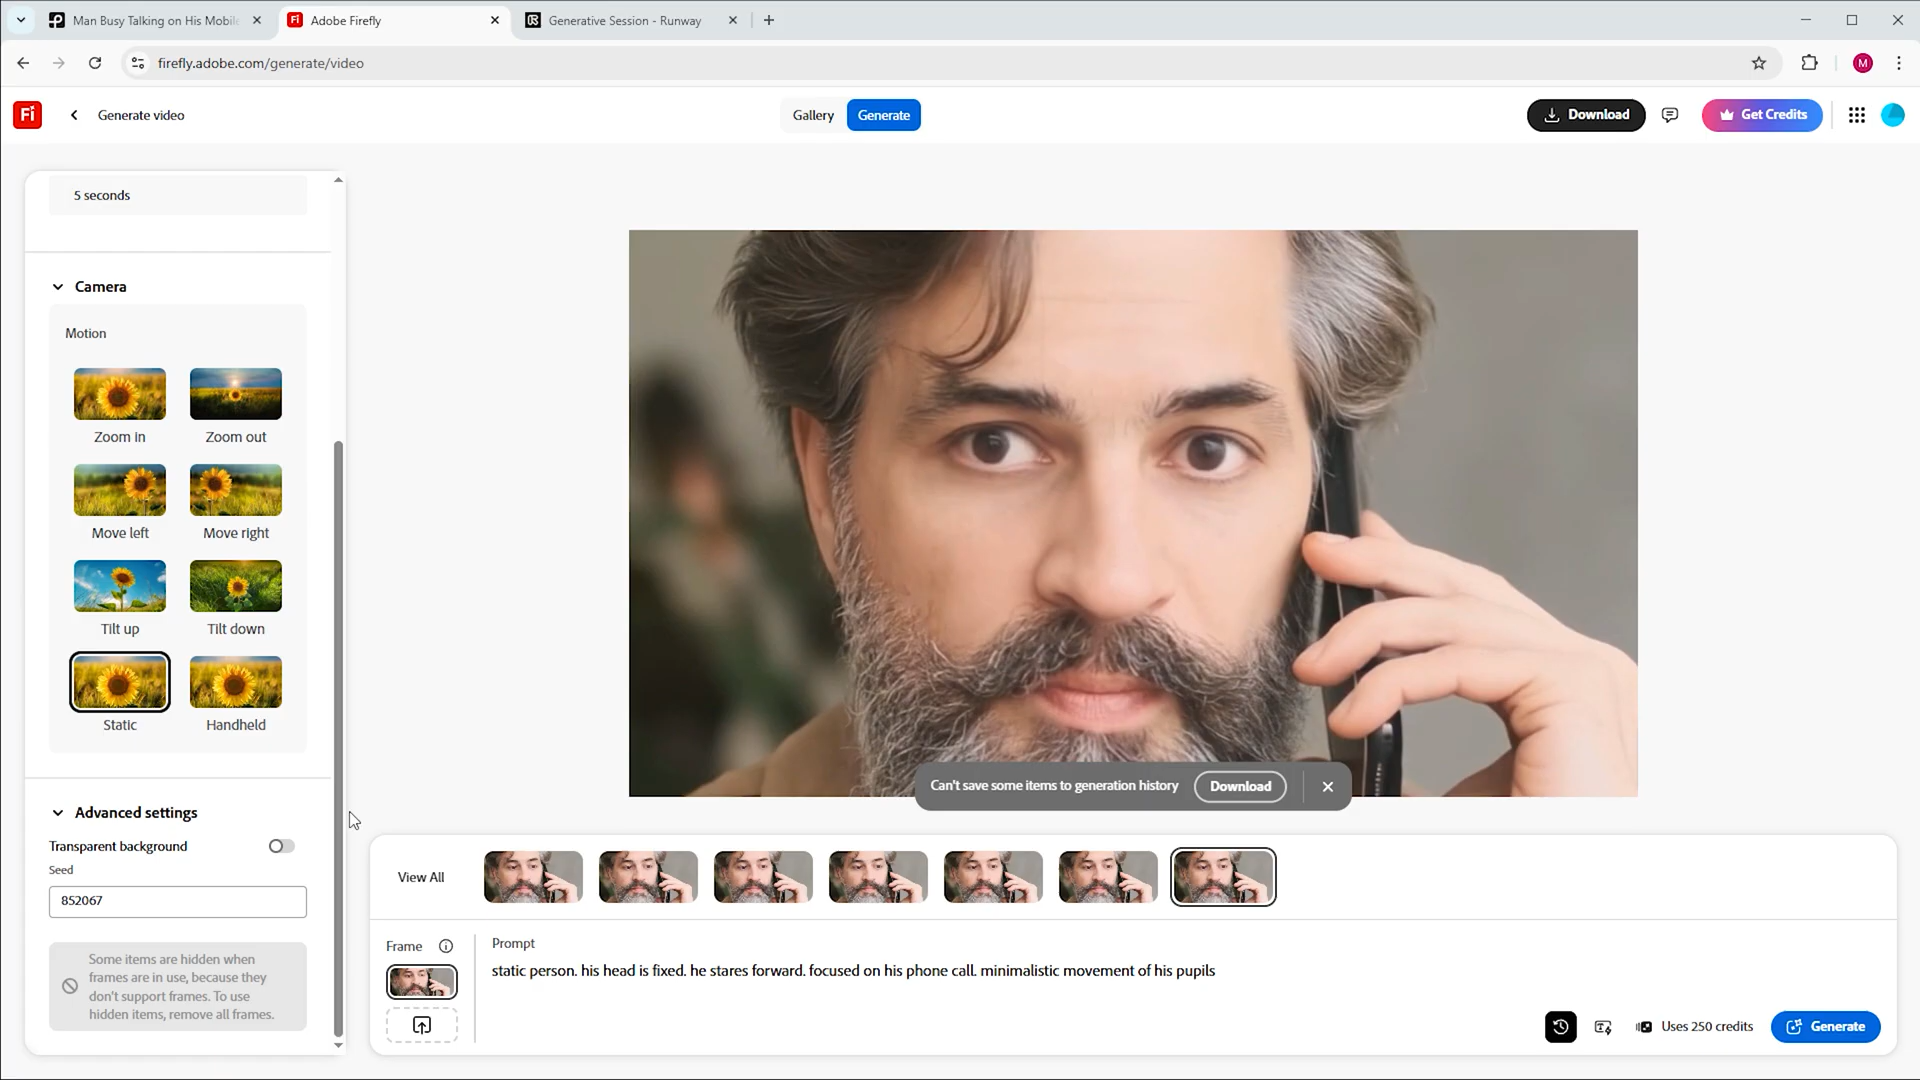 Man Busy Talking on His Mobile
Adobe Firefly
Generative Session - Runway
firefly.adobe.com/generate/video
M
Fi
Generate video
Gallery
Generate
Download
Get Credits
5 seconds
Camera
Motion
Zoom in
Zoom out
Move left
Move right
Tilt up
Tilt down
Static
Handheld
Advanced settings
Transparent background
Seed
852067
Some items are hidden when
frames are in use, because they
don't support frames. To use
hidden items, remove all frames.
Can't save some items to generation history
Download
View All
Frame
Prompt
static person. his head is fixed. he stares forward. focused on his phone call. minimalistic movement of his pupils
Uses 250 credits
Generate